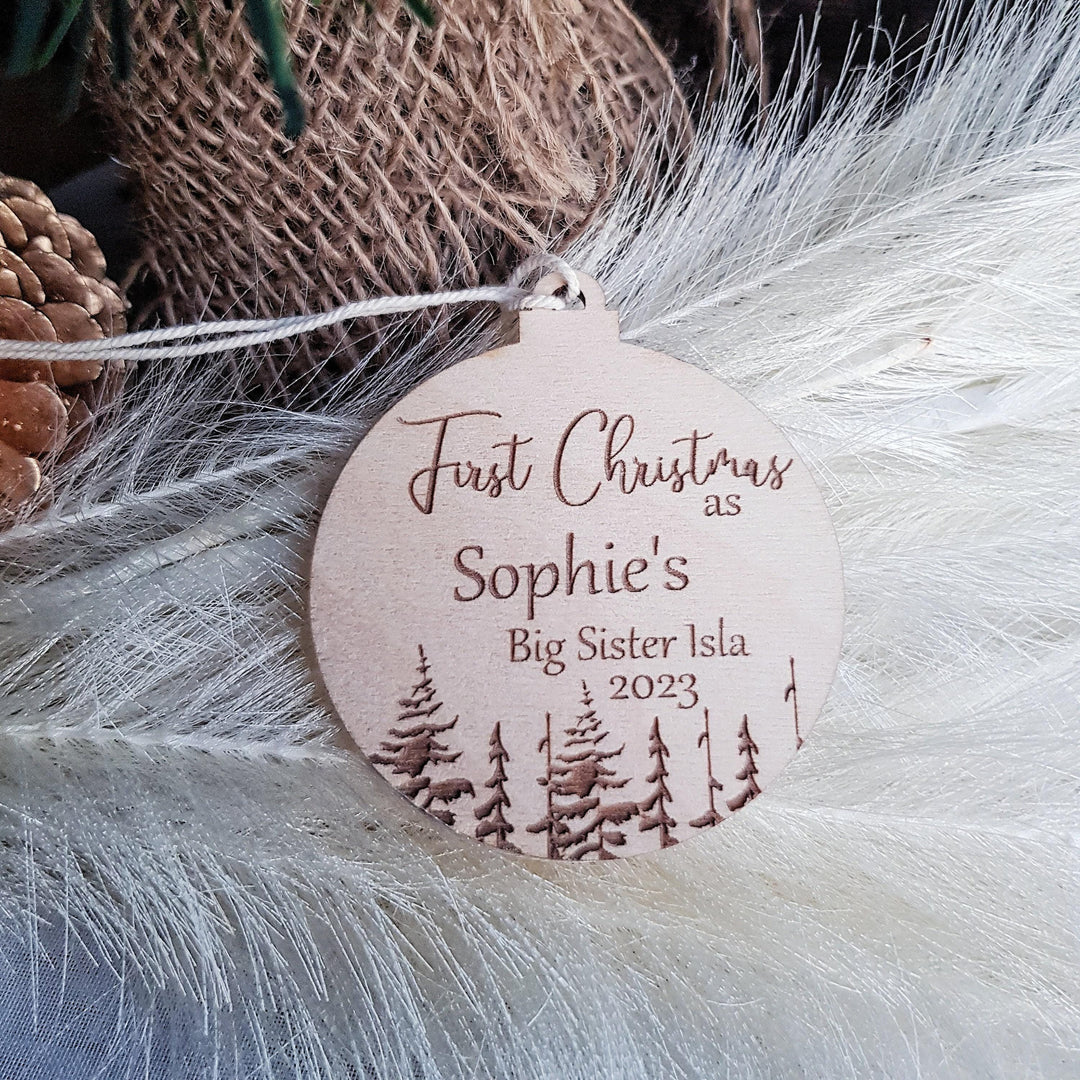 First Christmas
as
Sophie's
Big Sister Isla
2023